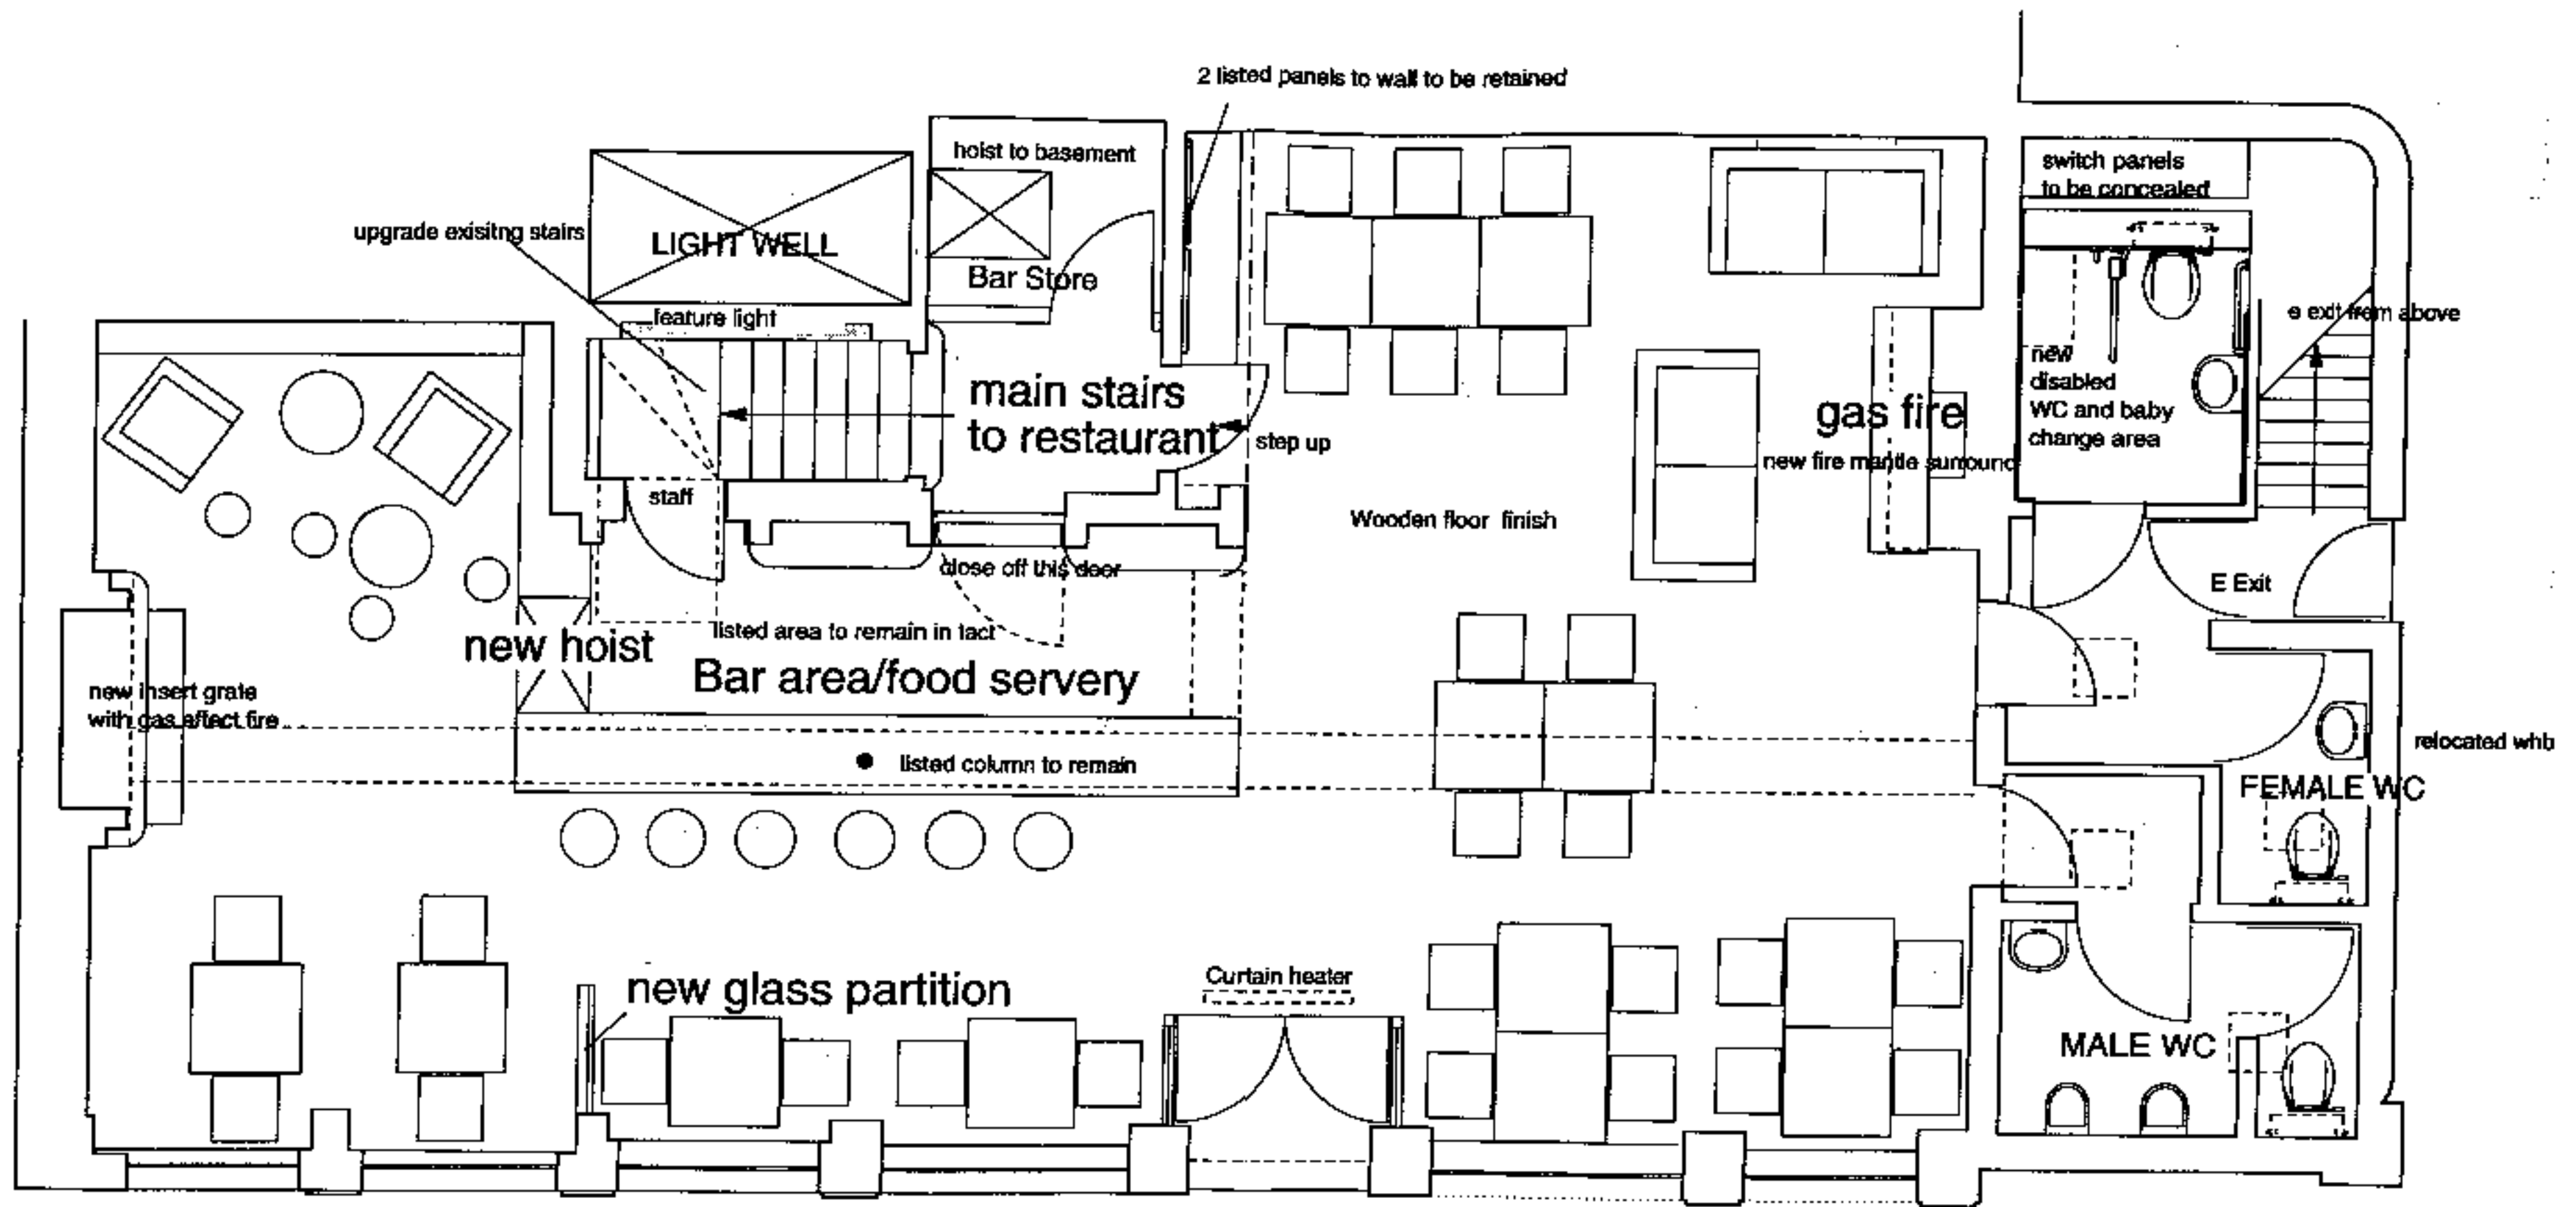 2 listed panels to wall to be retained
hoist to basement
switch panels
to be concealed
upgrade exisitng stairs
LIGHT WELL
Bar Store
feature light
e exit from above
new
disabled
WC and baby
change area
main stairs
to restaurant
step up
gas fire
new fire mantle surround
staff
Wooden floor finish
close off this door
E Exit
listed area to remain in tact
new hoist
Bar area/food servery
new insert grate
with gas effect fire
listed column to remain
relocated whb
FEMALE WC
new glass partition
Curtain heater
MALE WC